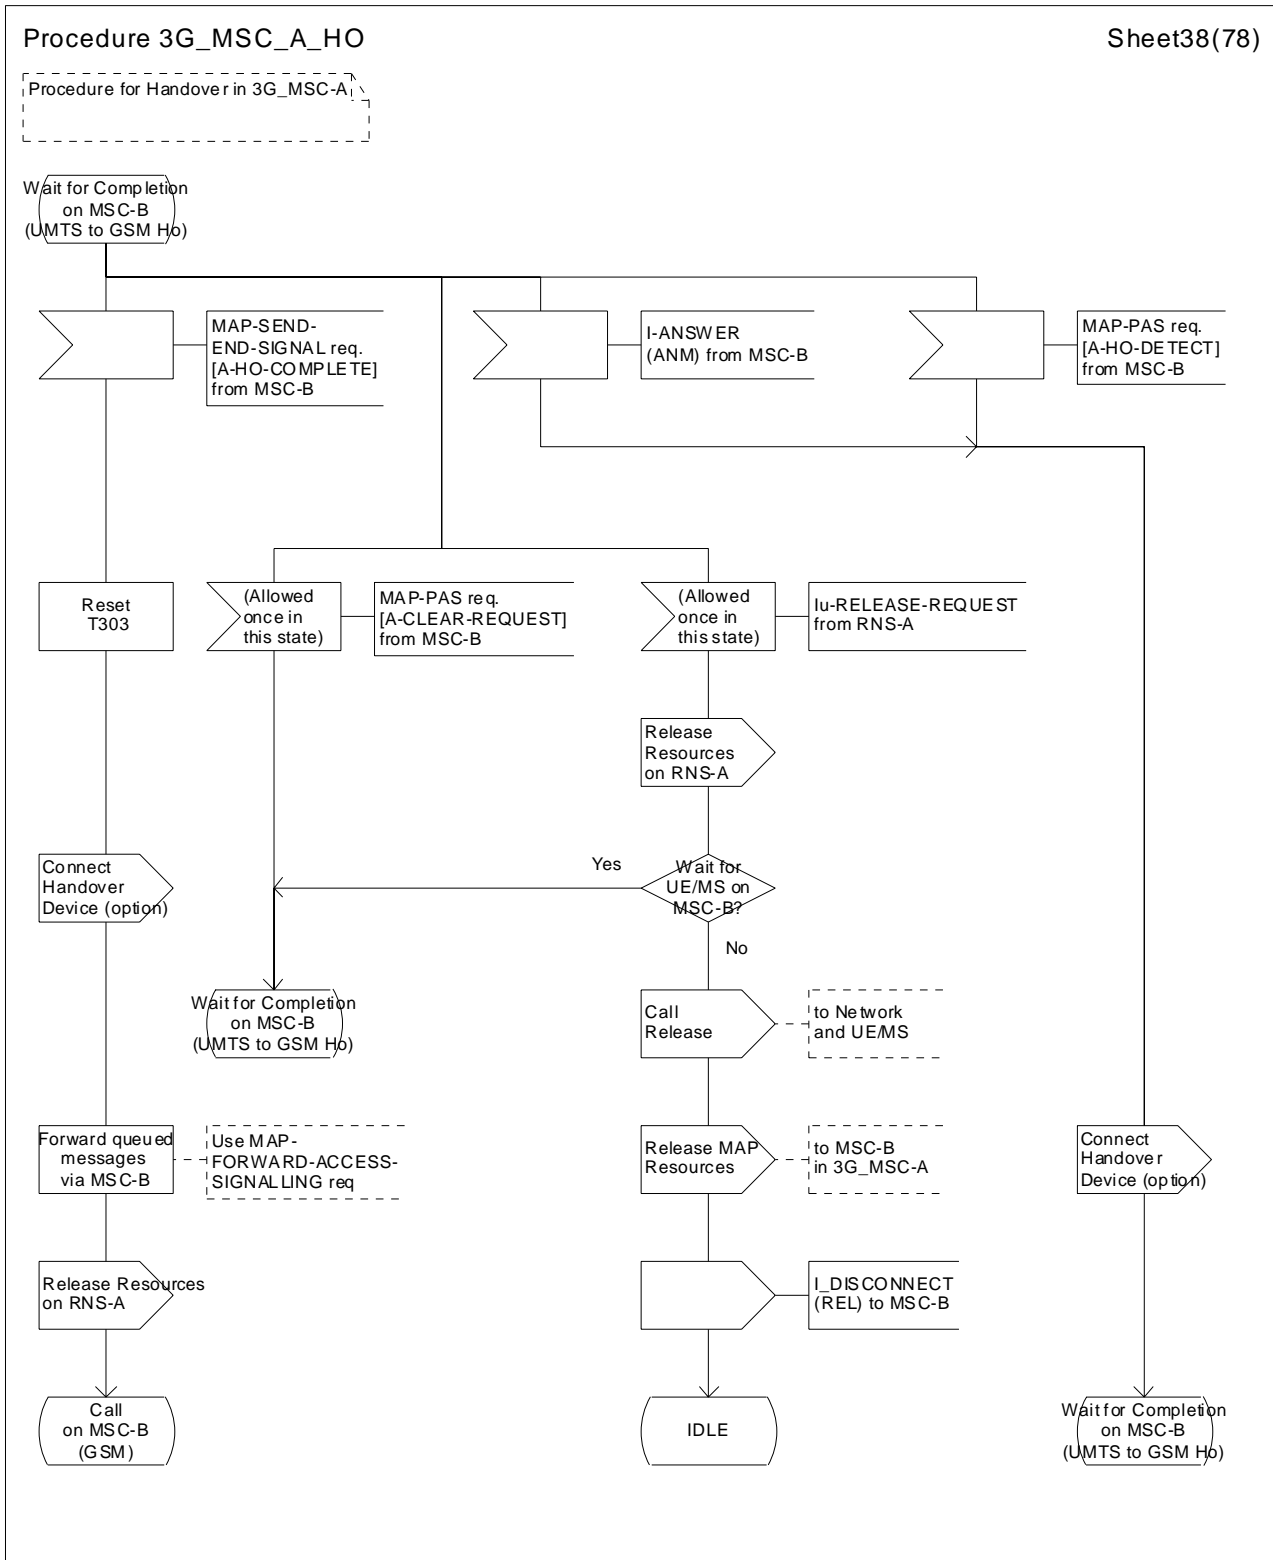 Procedure 3G_MSC_A_HO
Sheet38(78)
Procedure for Handover in 3G_MSC-A
Wait for Completion
on MSC-B
(UMTS to GSM Ho)
MAP-SEND-
END-SIGNAL req.
[A-HO-COMPLETE]
from MSC-B
I-ANSWER
(ANM) from MSC-B
MAP-PAS req.
[A-HO-DETECT]
from MSC-B
Reset
T303
(Allowed
once in
this state)
MAP-PAS req.
[A-CLEAR-REQUEST]
from MSC-B
(Allowed
once in
this state)
Iu-RELEASE-REQUEST
from RNS-A
Release
Resources
on RNS-A
Connect
Handover
Device (option)
Yes
Wait for
UE/MS on
MSC-B?
No
Wait for Completion
on MSC-B
(UMTS to GSM Ho)
Call
Release
to Network
and UE/MS
Forward queued
messages
via MSC-B
Use MAP-
FORWARD-ACCESS-
SIGNALLING req
Release MAP
Resources
to MSC-B
in 3G_MSC-A
Connect
Handover
Device (option)
Release Resources
on RNS-A
I_DISCONNECT
(REL) to MSC-B
Call
on MSC-B
(GSM)
IDLE
Wait for Completion
on MSC-B
(UMTS to GSM Ho)